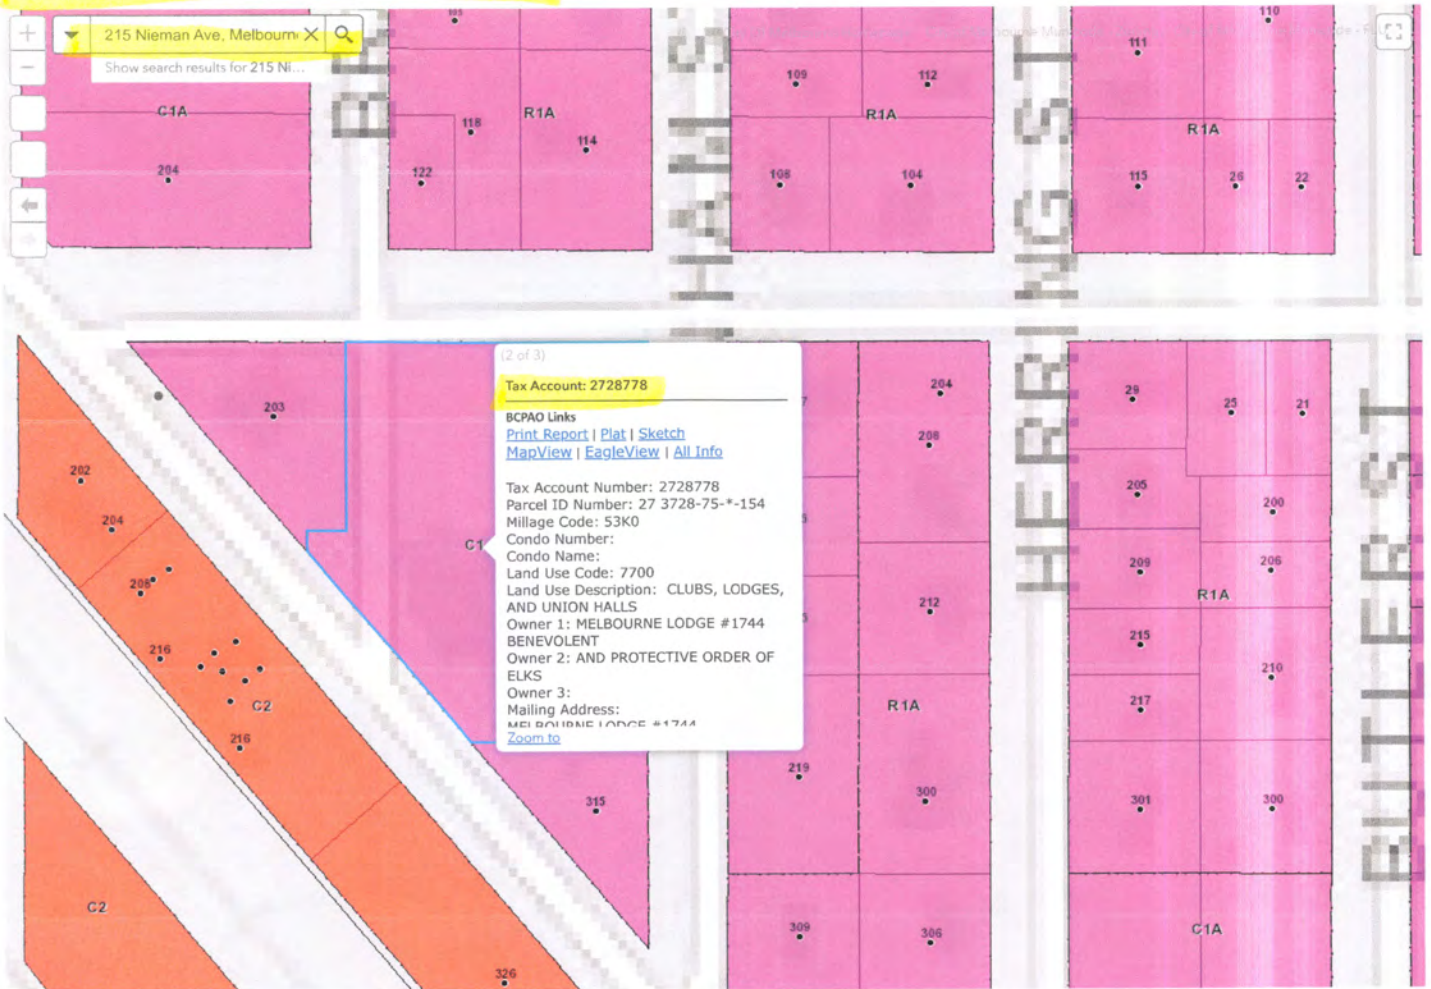 215 Nieman Ave, Melbourn
Show search results for 215 Ni...
110
111
109
112
C1A
118
R1A
114
R1A
R1A
204
122
108
104
115
26
22
HALL ST
HERRING ST
BUTLER ST
(2 of 3)
Tax Account: 2728778
BCPAO Links
Print Report | Plat | Sketch
MapView | EagleView | All Info
Tax Account Number: 2728778
Parcel ID Number: 27 3728-75-*-154
Millage Code: 53K0
Condo Number:
Condo Name:
Land Use Code: 7700
Land Use Description: CLUBS, LODGES,
AND UNION HALLS
Owner 1: MELBOURNE LODGE #1744
BENEVOLENT
Owner 2: AND PROTECTIVE ORDER OF
ELKS
Owner 3:
Mailing Address:
MELBOURNE LODGE #1744
Zoom to
203
204
29
25
21
206
202
205
200
204
C1
208
209
206
R1A
212
215
216
210
C2
R1A
217
216
219
315
300
301
300
C2
309
306
C1A
326